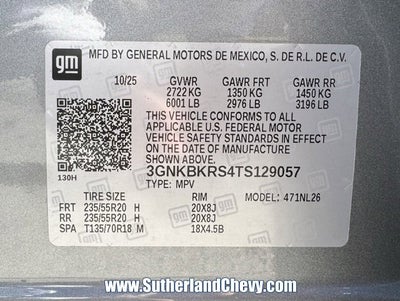 gm
MFD BY GENERAL MOTORS DE MEXICO, S. DE R.L. DE C.V.
10/25 GVWR GAWR FRT GAWR RR
2722 KG 1350 KG 1450 KG
6001 LB 2976 LB 3196 LB
THIS VEHICLE CONFORMS TO ALL
APPLICABLE U.S. FEDERAL MOTOR
VEHICLE SAFETY STANDARDS IN EFFECT
ON THE DATE OF MANUFACTURE
SHOWN ABOVE.
130H
3GNKBKRS4TS129057
TYPE: MPV
TIRE SIZE RIM MODEL: 471NL26
FRT 235/55R20 H 20X8J
RR 235/55R20 H 20X8J
SPA T135/70R18 M 18X4.5B
www.SutherlandChevy.com